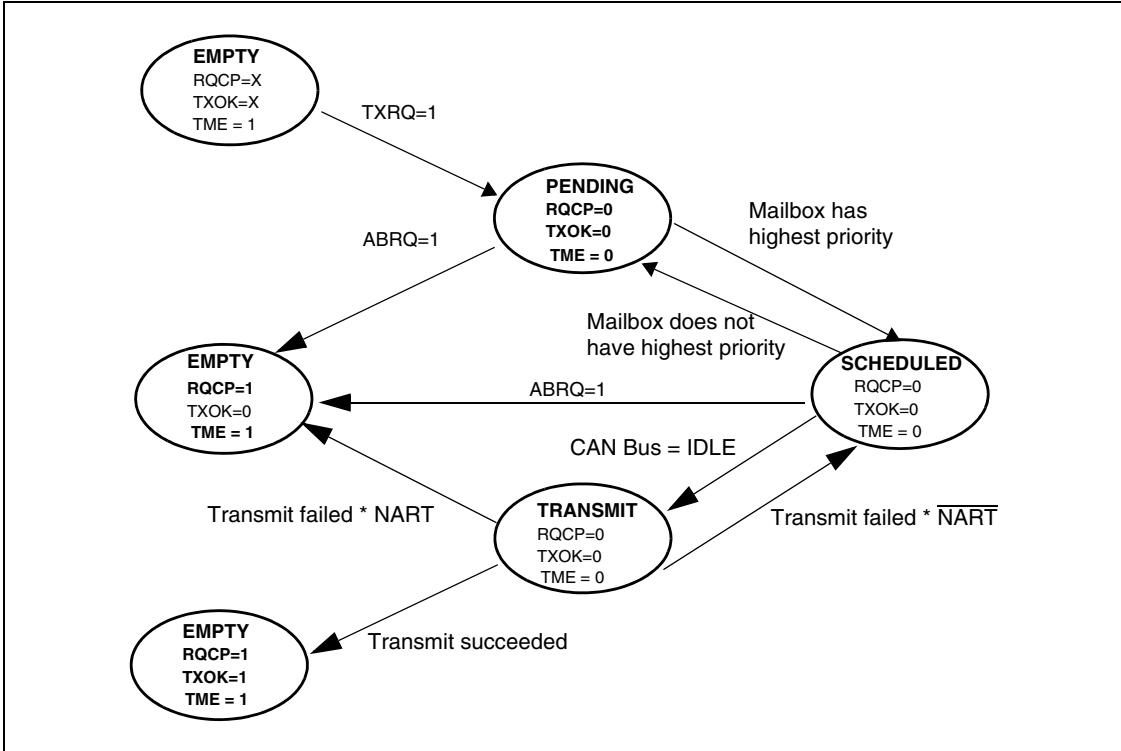 EMPTY
RQCP=X
TXOK=X
TME = 1
TXRQ=1
PENDING
RQCP=0
TXOK=0
TME = 0
Mailbox has
highest priority
ABRQ=1
Mailbox does not
have highest priority
EMPTY
RQCP=1
TXOK=0
TME = 1
SCHEDULED
RQCP=0
TXOK=0
TME = 0
ABRQ=1
CAN Bus = IDLE
Transmit failed * NART
TRANSMIT
RQCP=0
TXOK=0
TME = 0
Transmit failed * N̅A̅R̅T̅
EMPTY
RQCP=1
TXOK=1
TME = 1
Transmit succeeded